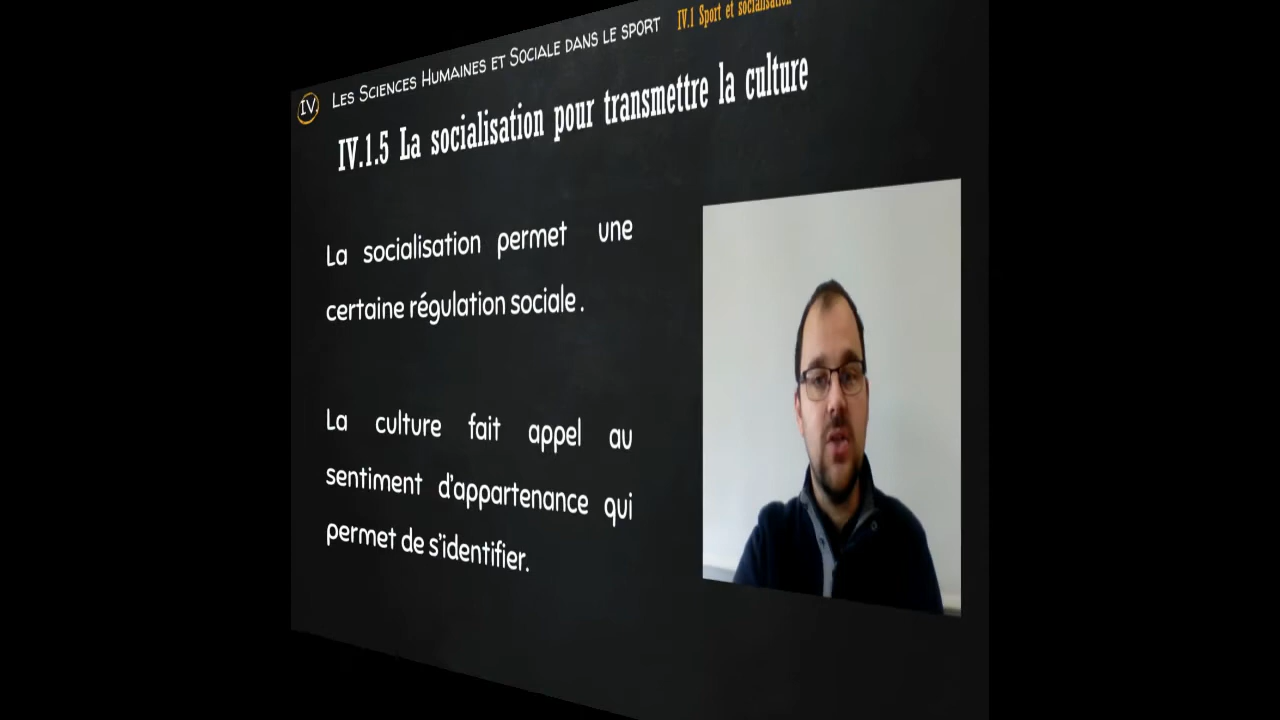 IV.
Les Sciences Humaines et Sociale dans le sport
IV.1 Sport et socialisation
IV.1.5 La socialisation pour transmettre la culture
La socialisation permet une
certaine régulation sociale.
La culture fait appel au
sentiment d'appartenance qui
permet de s'identifier.